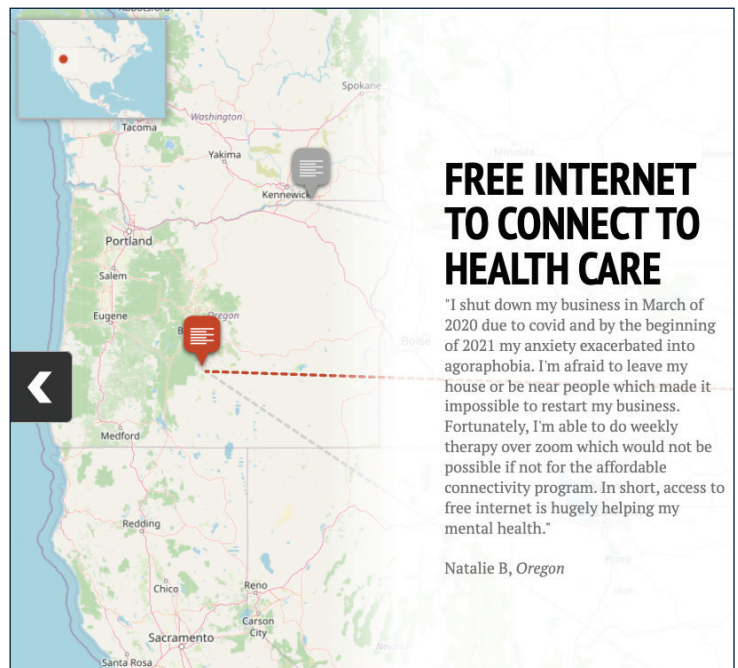 Spokane
Washington
Tacoma
Yakima
Kennewick
Portland
Salem
Eugene
Oregon
Boise
Medford
Redding
Chico
Reno
Carson
City
Sacramento
Santa Rosa
FREE INTERNET
TO CONNECT TO
HEALTH CARE
"I shut down my business in March of
2020 due to covid and by the beginning
of 2021 my anxiety exacerbated into
agoraphobia. I'm afraid to leave my
house or be near people which made it
impossible to restart my business.
Fortunately, I'm able to do weekly
therapy over zoom which would not be
possible if not for the affordable
connectivity program. In short, access to
free internet is hugely helping my
mental health."
Natalie B, Oregon